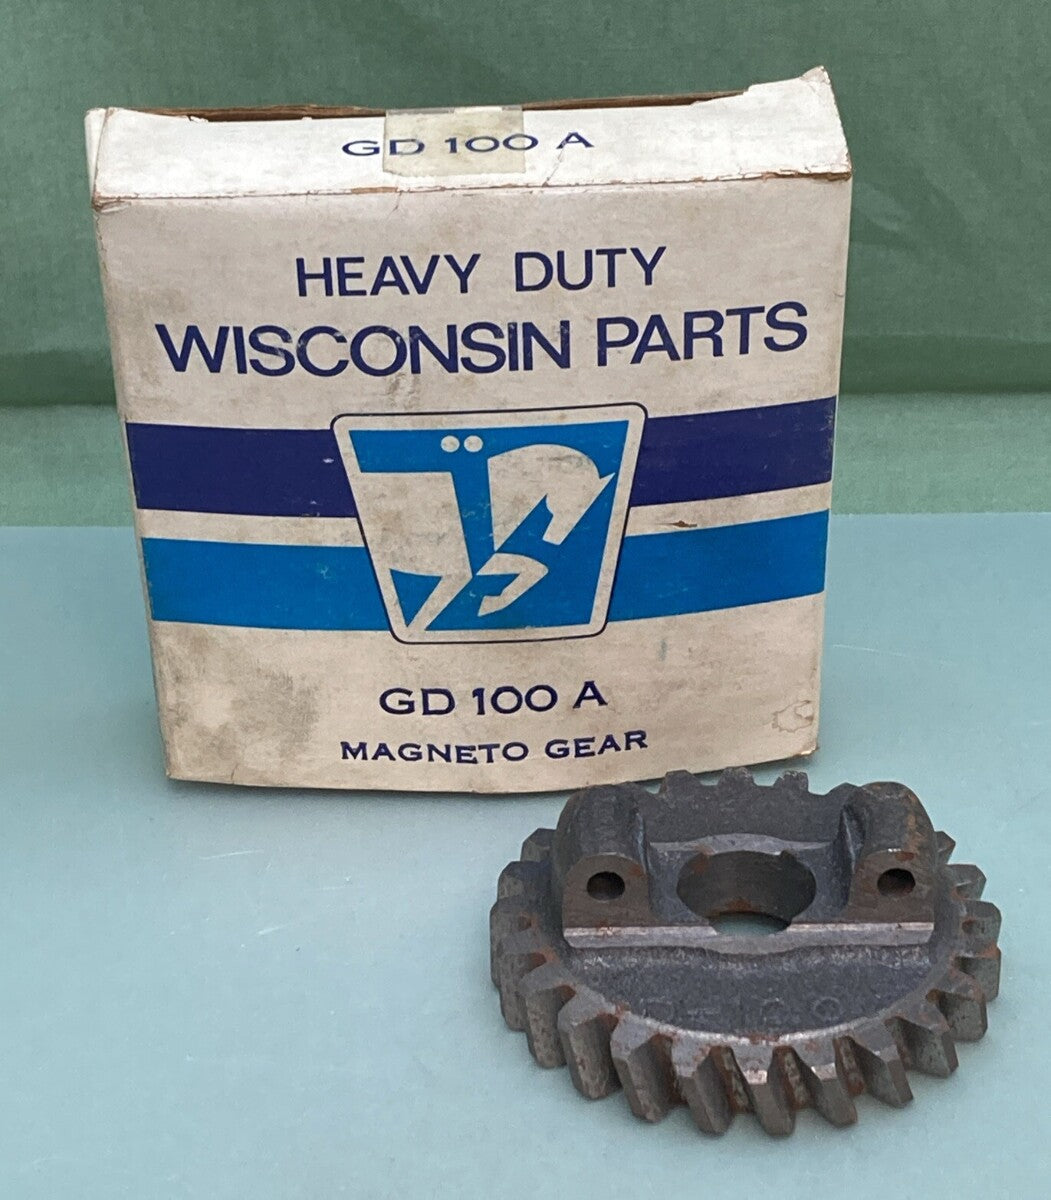 GD 100 A
HEAVY DUTY
WISCONSIN PARTS
GD 100 A
MAGNETO GEAR